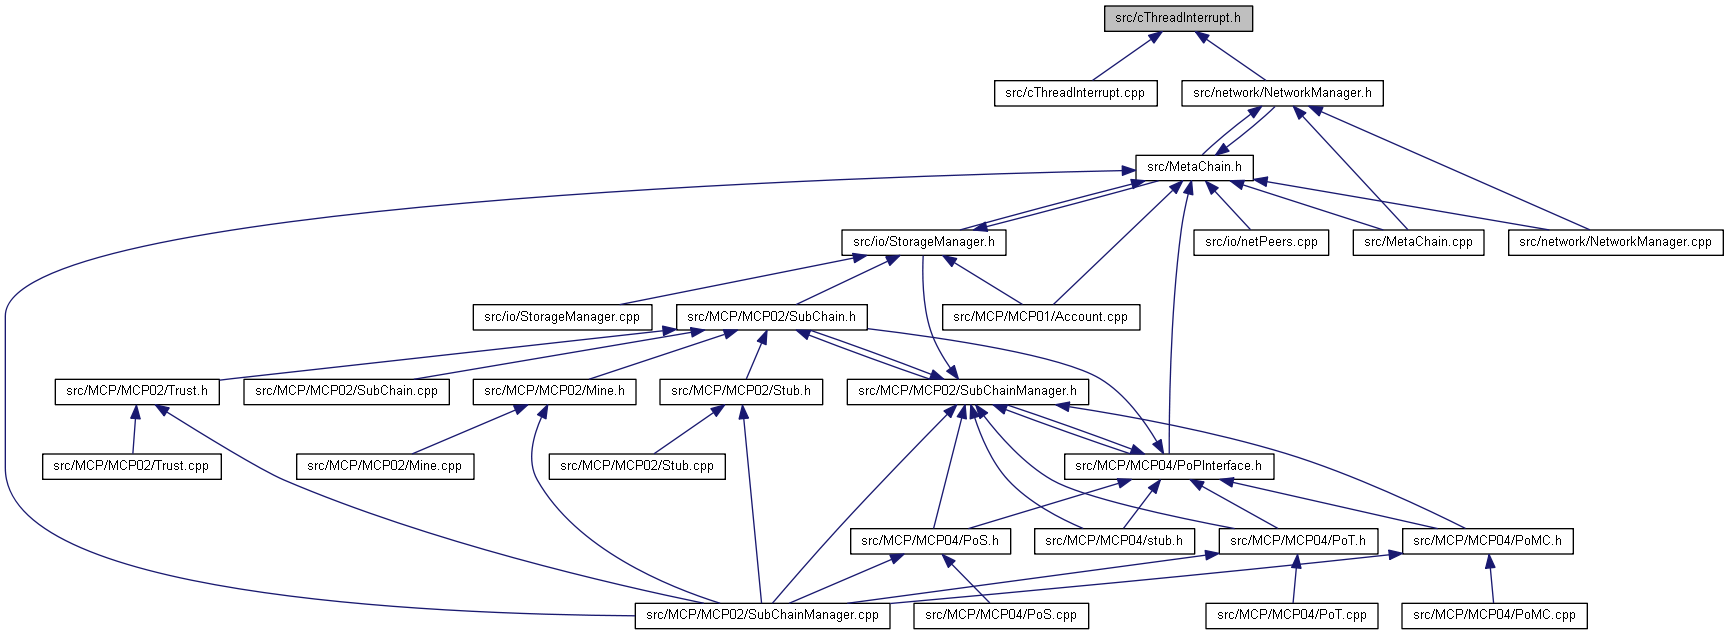 src/cThreadInterrupt.h
src/cThreadInterrupt.cpp
src/network/NetworkManager.h
src/MetaChain.h
src/io/StorageManager.h
src/io/netPeers.cpp
src/MetaChain.cpp
src/network/NetworkManager.cpp
src/io/StorageManager.cpp
src/MCP/MCP02/SubChain.h
src/MCP/MCP01/Account.cpp
src/MCP/MCP02/Trust.h
src/MCP/MCP02/SubChain.cpp
src/MCP/MCP02/Mine.h
src/MCP/MCP02/Stub.h
src/MCP/MCP02/SubChainManager.h
src/MCP/MCP02/Trust.cpp
src/MCP/MCP02/Mine.cpp
src/MCP/MCP02/Stub.cpp
src/MCP/MCP04/PoPInterface.h
src/MCP/MCP04/PoS.h
src/MCP/MCP04/stub.h
src/MCP/MCP04/PoT.h
src/MCP/MCP04/PoMC.h
src/MCP/MCP02/SubChainManager.cpp
src/MCP/MCP04/PoS.cpp
src/MCP/MCP04/PoT.cpp
src/MCP/MCP04/PoMC.cpp